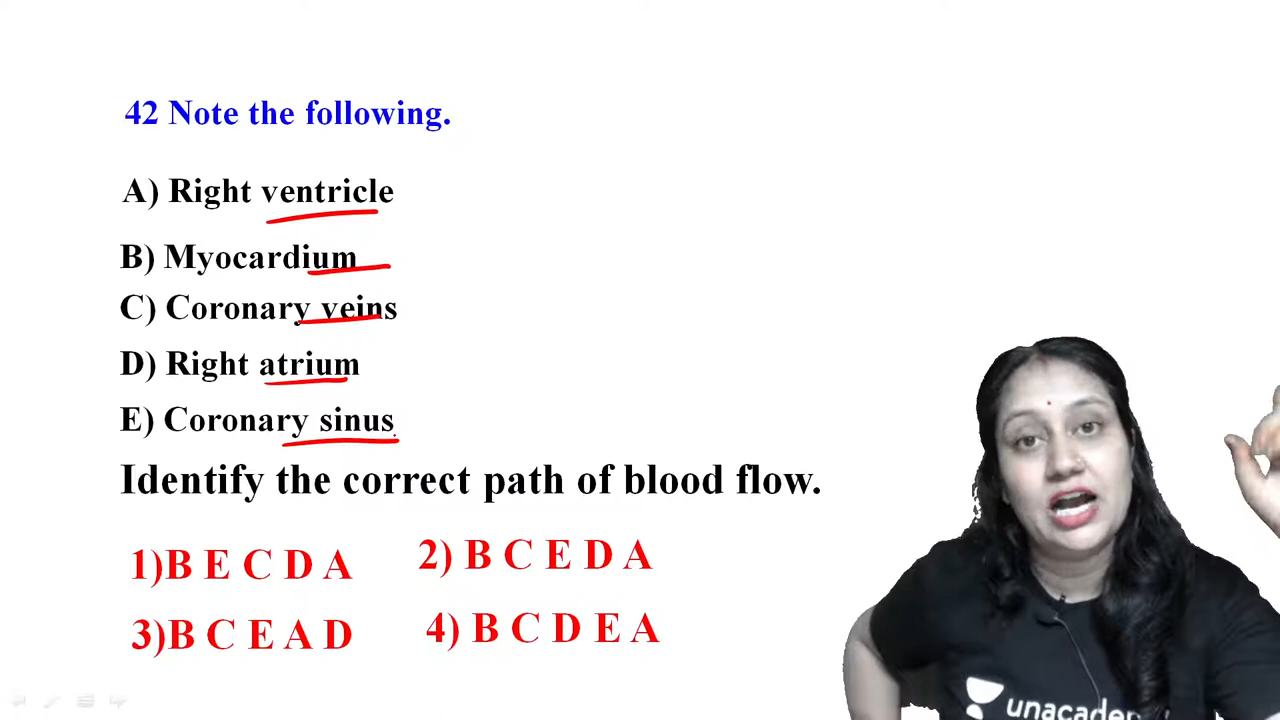 42 Note the following.
A) Right ventricle
B) Myocardium
C) Coronary veins
D) Right atrium
E) Coronary sinus
Identify the correct path of blood flow.
1)B E C D A
2) B C E D A
3)B C E A D
4) B C D E A